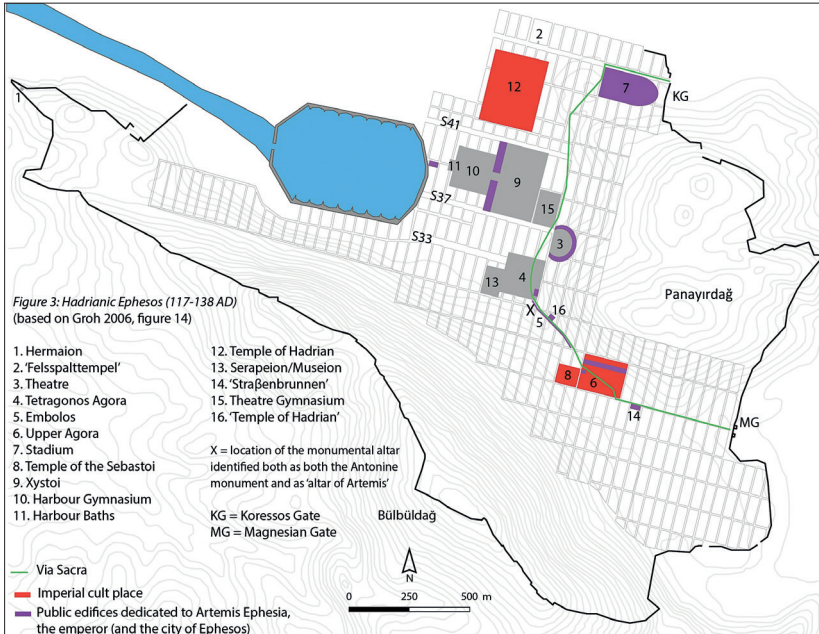 1
2
12
7
KG
S41
11
10
9
S37
15
S33
3
4
13
X
5
16
Panayırdağ
8
6
14
MG
Figure 3: Hadrianic Ephesos (117-138 AD)
(based on Groh 2006, figure 14)
1. Hermaion
2. 'Felsspalttempel'
3. Theatre
4. Tetragonos Agora
5. Embolos
6. Upper Agora
7. Stadium
8. Temple of the Sebastoi
9. Xystoi
10. Harbour Gymnasium
11. Harbour Baths
12. Temple of Hadrian
13. Serapeion/Museion
14. 'Straβenbrunnen'
15. Theatre Gymnasium
16. 'Temple of Hadrian'
X = location of the monumental altar
identified both as both the Antonine
monument and as 'altar of Artemis'
KG = Koressos Gate
MG = Magnesian Gate
Bülbüldağ
Via Sacra
Imperial cult place
Public edifices dedicated to Artemis Ephesia,
the emperor (and the city of Ephesos)
N
0 250 500 m